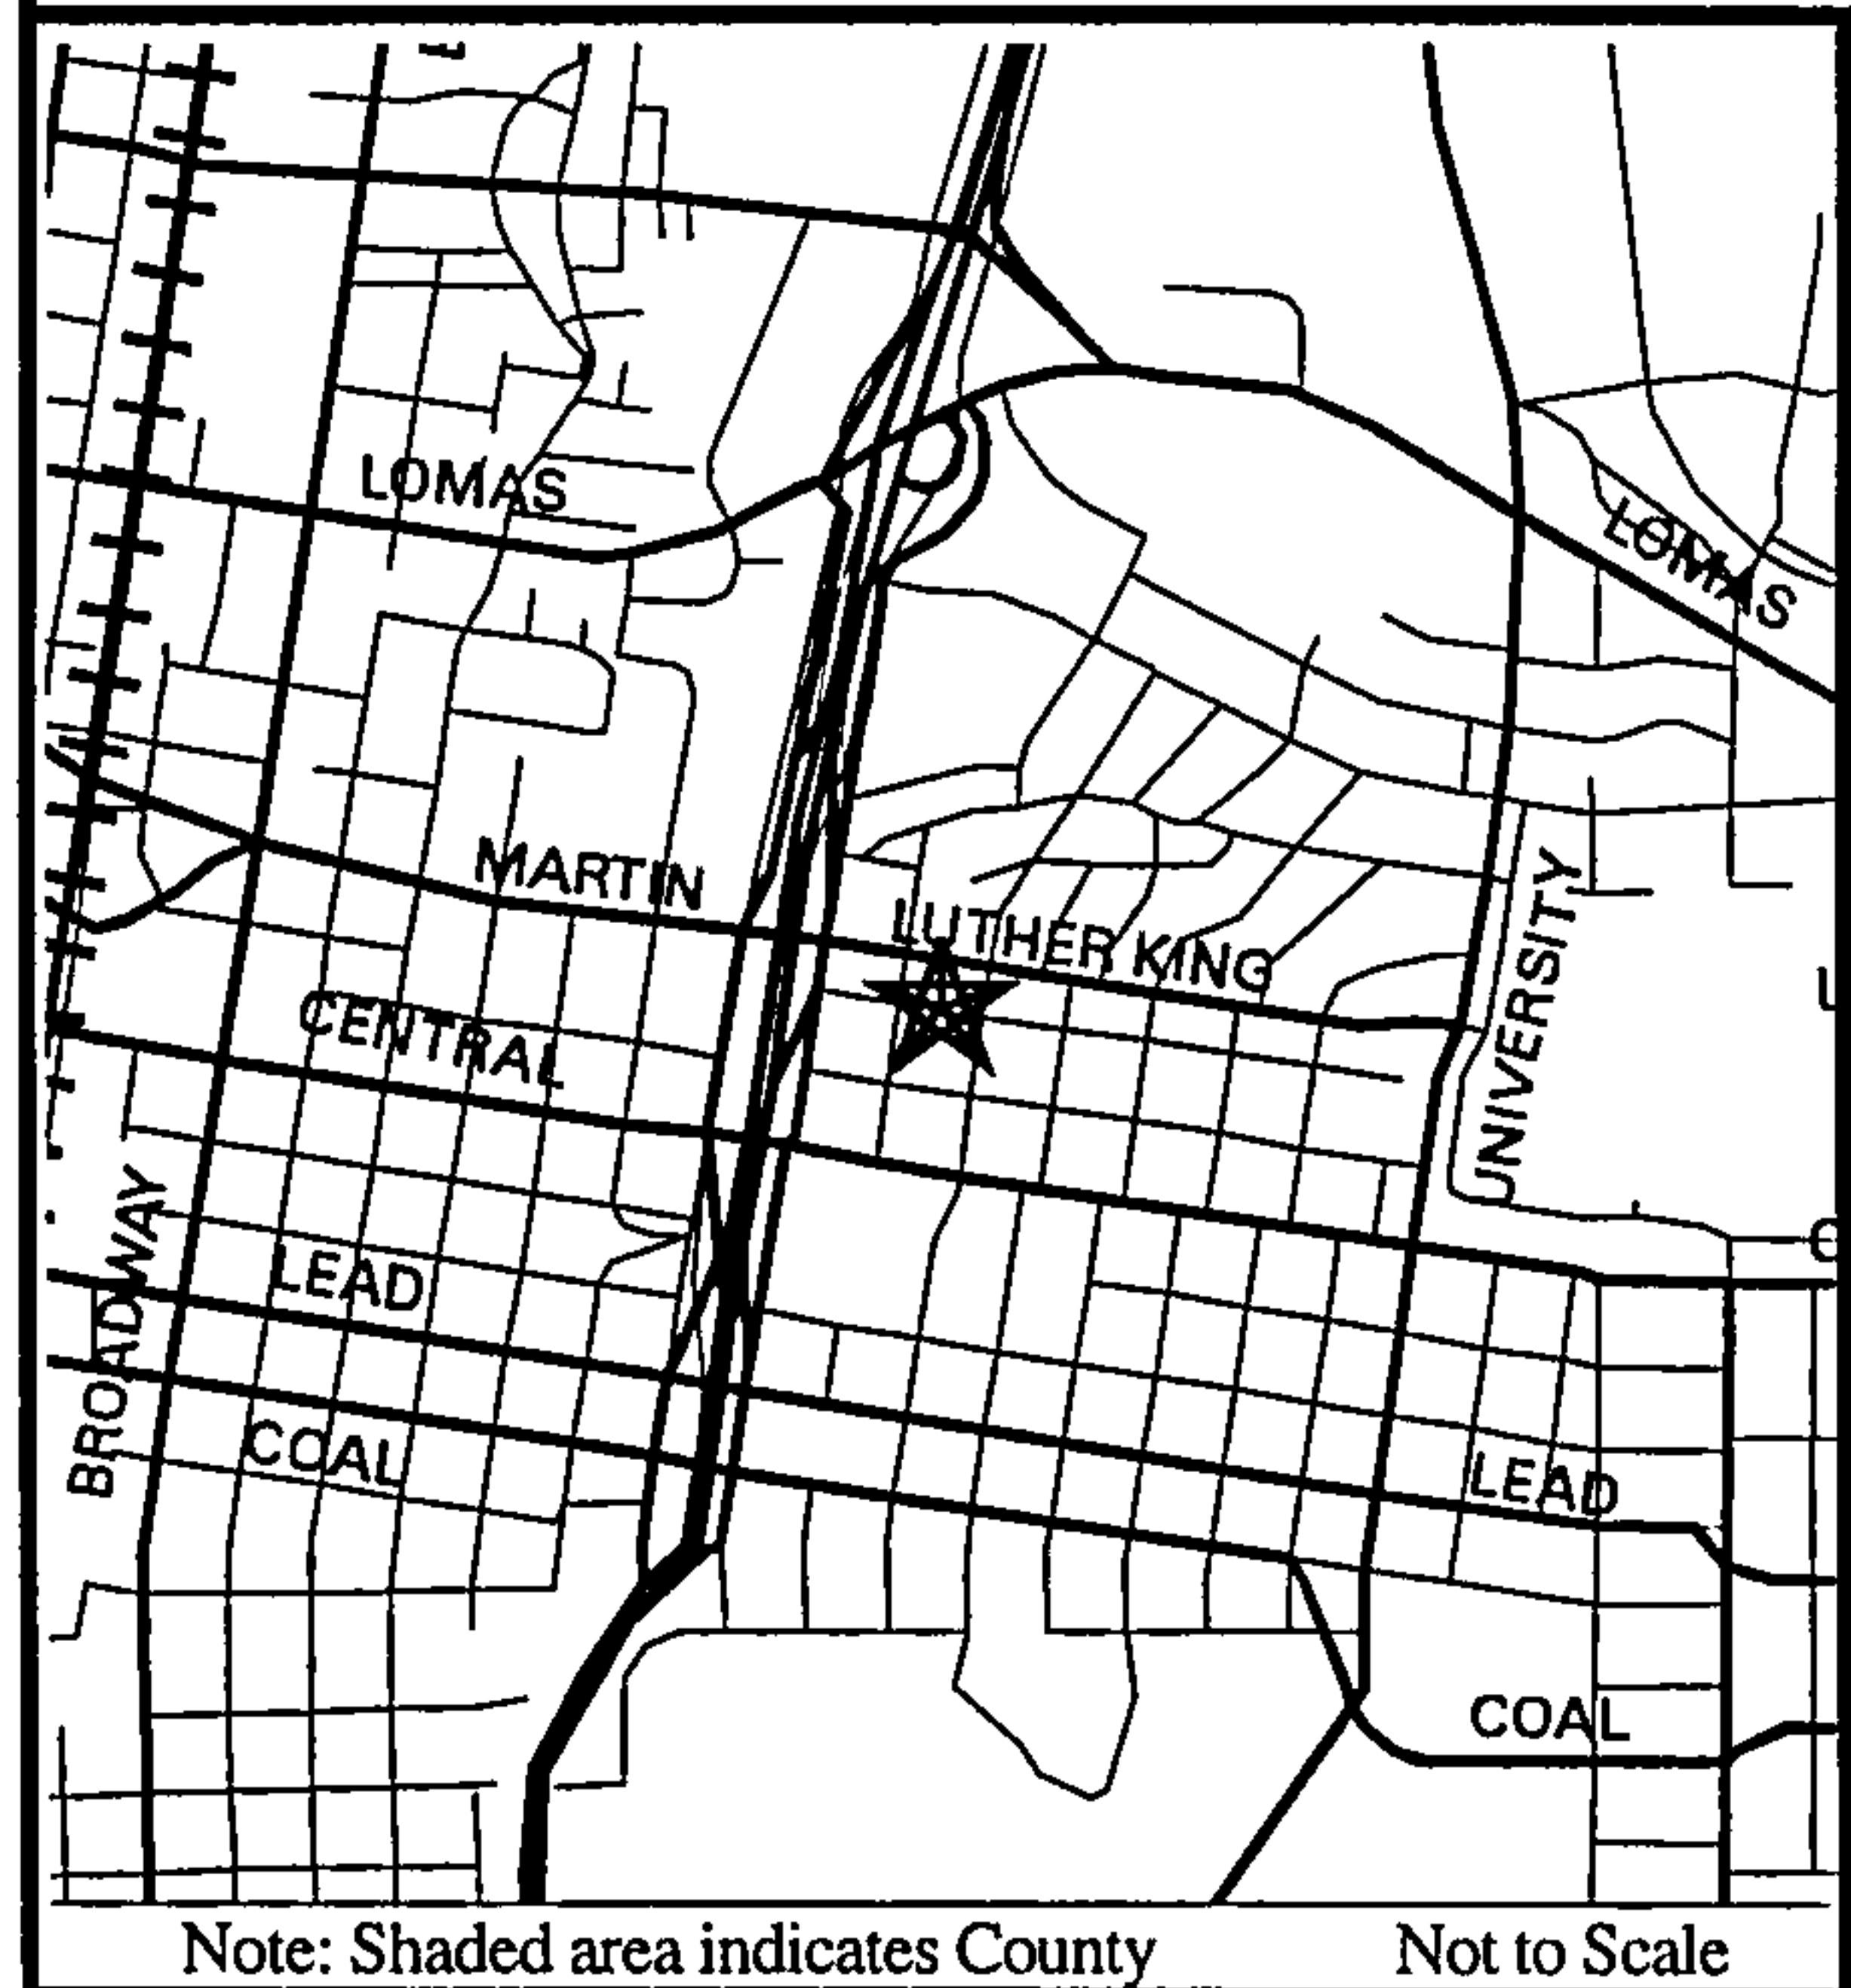 LOMAS
LOMAS
MARTIN LUTHER KING
UNIVERSITY
U
CENTRAL
BROADWAY
LEAD
COAL
LEAD
COAL
Note: Shaded area indicates County
Not to Scale